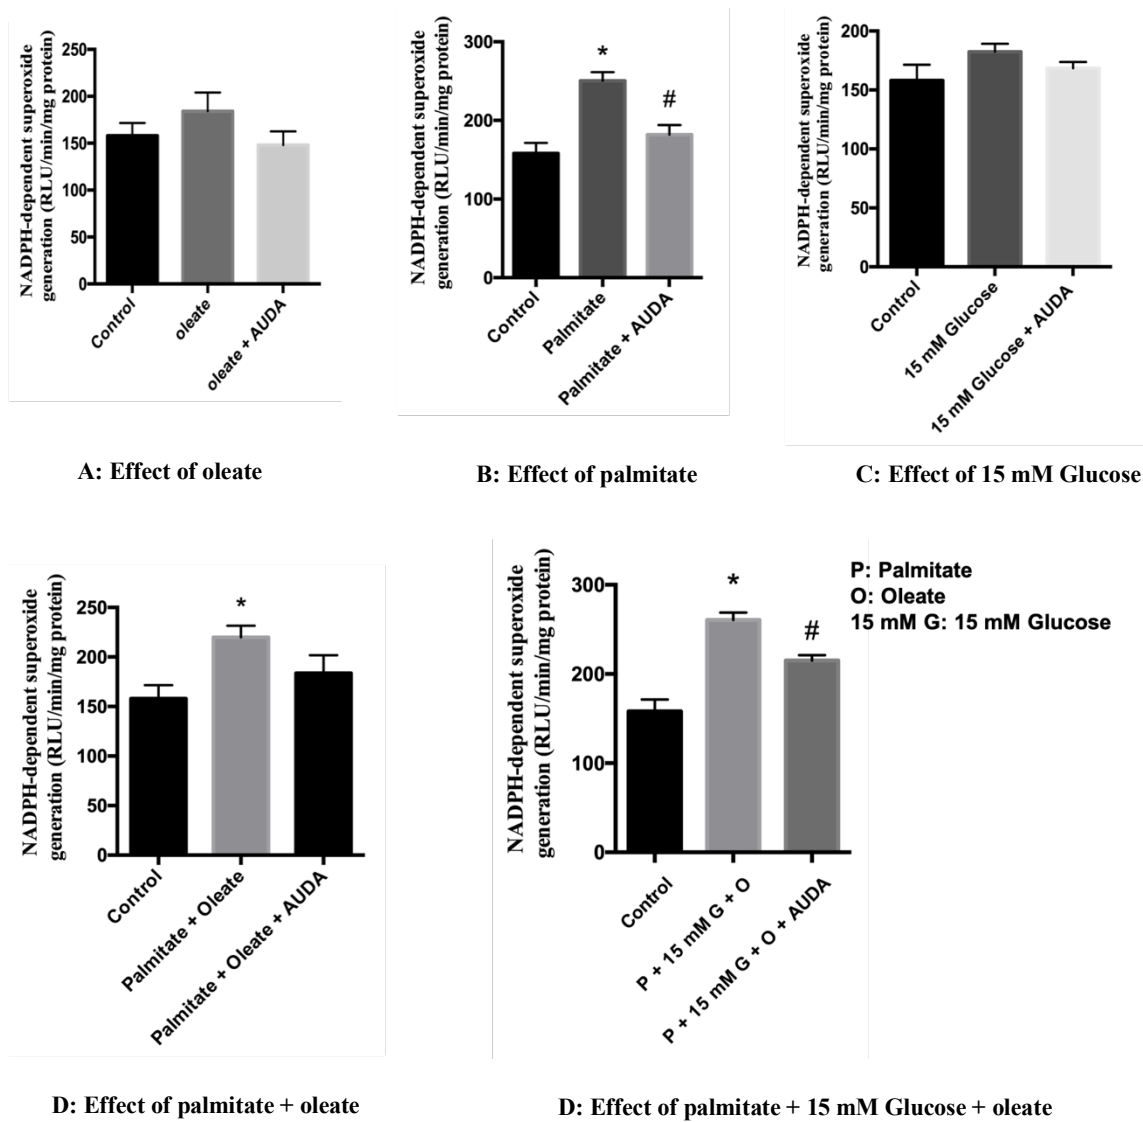 NADPH-dependent superoxide
generation (RLU/min/mg protein)
250
200
150
100
50
0
Control
oleate
oleate + AUDA
A: Effect of oleate
NADPH-dependent superoxide
generation (RLU/min/mg protein)
300
200
100
0
*
#
Control
Palmitate
Palmitate + AUDA
B: Effect of palmitate
NADPH-dependent superoxide
generation (RLU/min/mg protein)
200
150
100
50
0
Control
15 mM Glucose
15 mM Glucose + AUDA
C: Effect of 15 mM Glucose
NADPH-dependent superoxide
generation (RLU/min/mg protein)
250
200
150
100
50
0
*
Control
Palmitate + Oleate
Palmitate + Oleate + AUDA
D: Effect of palmitate + oleate
NADPH-dependent superoxide
generation (RLU/min/mg protein)
300
200
100
0
*
#
Control
P + 15 mM G + O
P + 15 mM G + O + AUDA
P: Palmitate
O: Oleate
15 mM G: 15 mM Glucose
D: Effect of palmitate + 15 mM Glucose + oleate